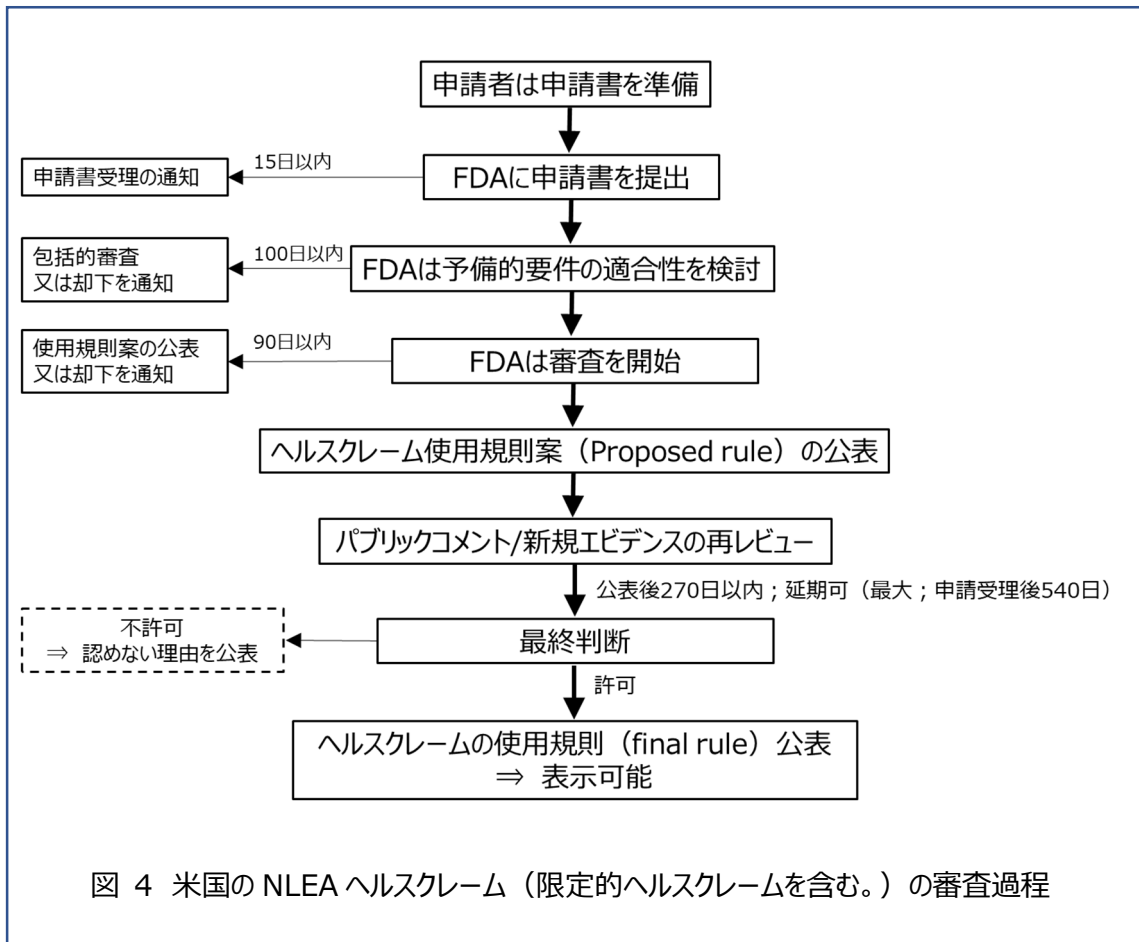 申請者は申請書を準備
15日以内
申請書受理の通知
FDAに申請書を提出
包括的審査
又は却下を通知
100日以内
FDAは予備的要件の適合性を検討
使用規則案の公表
又は却下を通知
90日以内
FDAは審査を開始
ヘルスクレーム使用規則案（Proposed rule）の公表
パブリックコメント/新規エビデンスの再レビュー
公表後270日以内；延期可（最大；申請受理後540日）
不許可
⇒ 認めない理由を公表
最終判断
許可
ヘルスクレームの使用規則（final rule）公表
⇒ 表示可能
図 4 米国の NLEA ヘルスクレーム（限定的ヘルスクレームを含む。）の審査過程